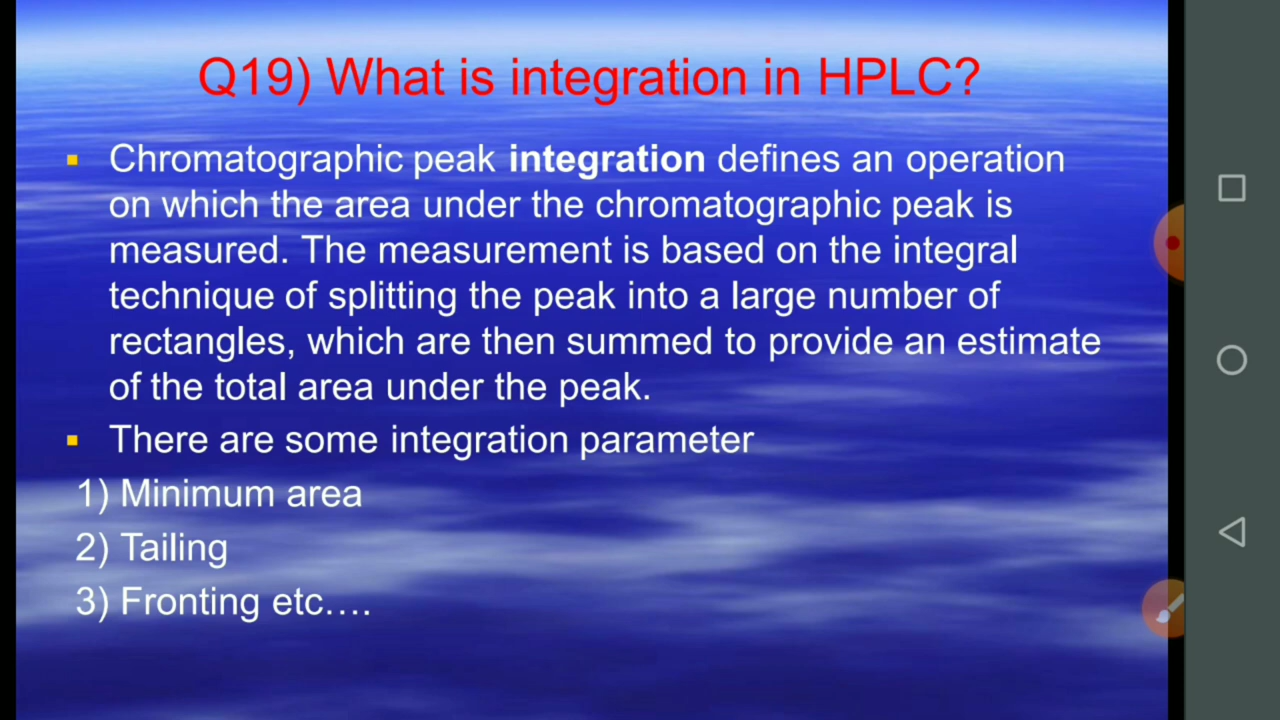 Q19) What is integration in HPLC?
Chromatographic peak integration defines an operation
on which the area under the chromatographic peak is
measured. The measurement is based on the integral
technique of splitting the peak into a large number of
rectangles, which are then summed to provide an estimate
of the total area under the peak.
There are some integration parameter
1) Minimum area
2) Tailing
3) Fronting etc....